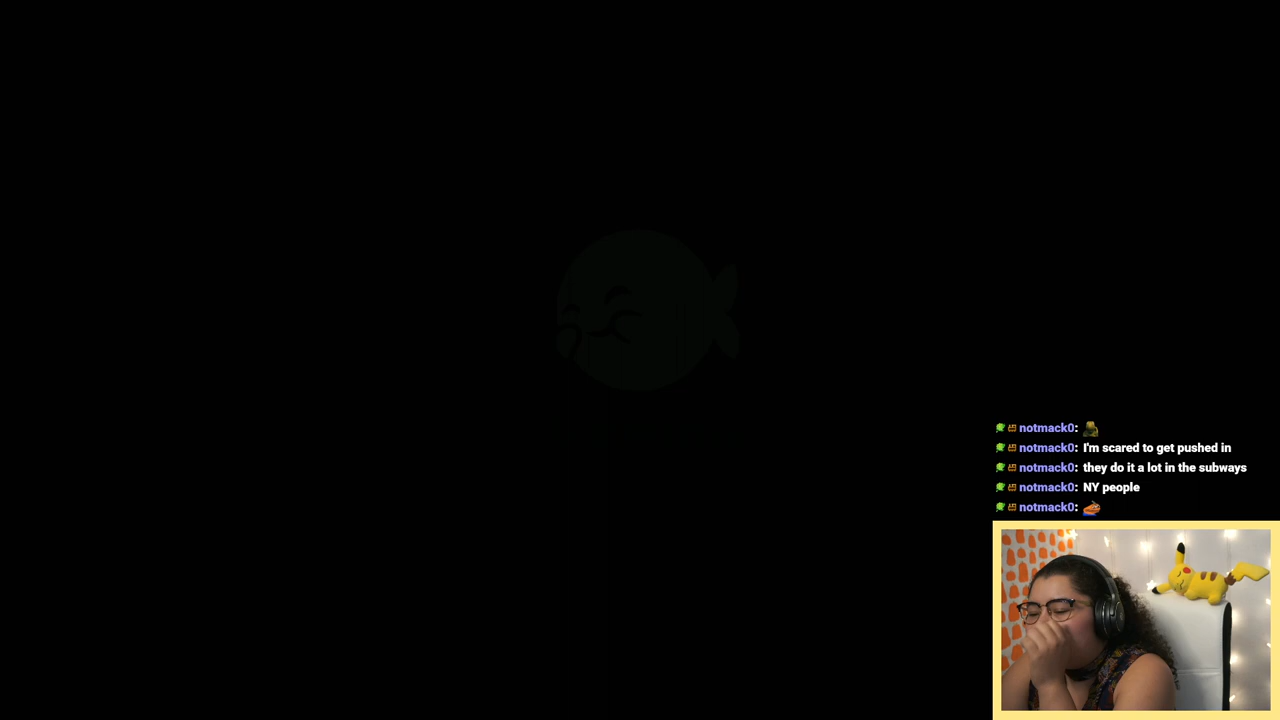 notmack0:
notmack0: I'm scared to get pushed in
notmack0: they do it a lot in the subways
notmack0: NY people
notmack0: